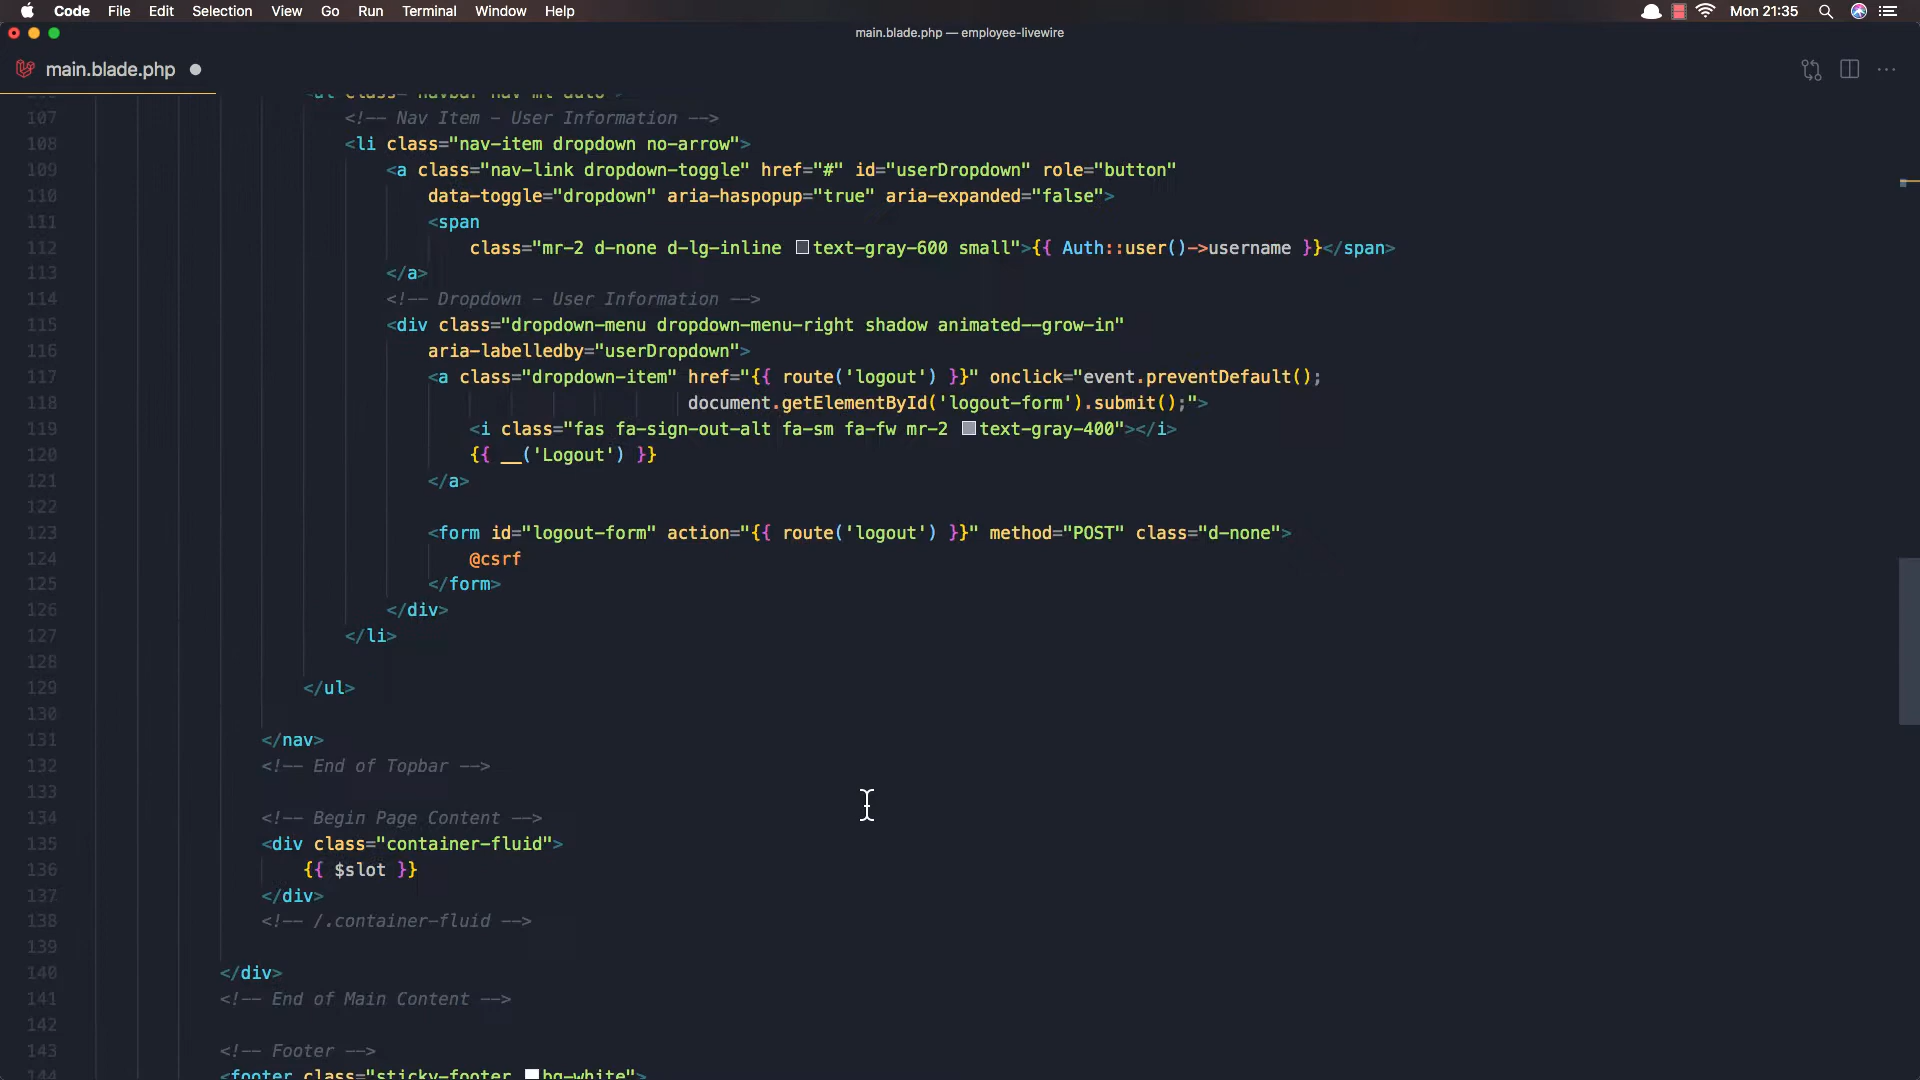 Code File Edit Selection View Go Run Terminal Window Help Mon 21:35
main.blade.php — employee-livewire
main.blade.php
107 <!-- Nav Item - User Information -->
108 <li class="nav-item dropdown no-arrow">
109 <a class="nav-link dropdown-toggle" href="#" id="userDropdown" role="button"
110 data-toggle="dropdown" aria-haspopup="true" aria-expanded="false">
111 <span
112 class="mr-2 d-none d-lg-inline text-gray-600 small">{{ Auth::user()->username }}</span>
113 </a>
114 <!-- Dropdown - User Information -->
115 <div class="dropdown-menu dropdown-menu-right shadow animated--grow-in"
116 aria-labelledby="userDropdown">
117 <a class="dropdown-item" href="{{ route('logout') }}" onclick="event.preventDefault();
118 document.getElementById('logout-form').submit();">
119 <i class="fas fa-sign-out-alt fa-sm fa-fw mr-2 text-gray-400"></i>
120 {{ __('Logout') }}
121 </a>
122
123 <form id="logout-form" action="{{ route('logout') }}" method="POST" class="d-none">
124 @csrf
125 </form>
126 </div>
127 </li>
128
129 </ul>
130
131 </nav>
132 <!-- End of Topbar -->
133
134 <!-- Begin Page Content -->
135 <div class="container-fluid">
136 {{ $slot }}
137 </div>
138 <!-- /.container-fluid -->
139
140 </div>
141 <!-- End of Main Content -->
142
143 <!-- Footer -->
144 <footer class="sticky-footer bg-white">